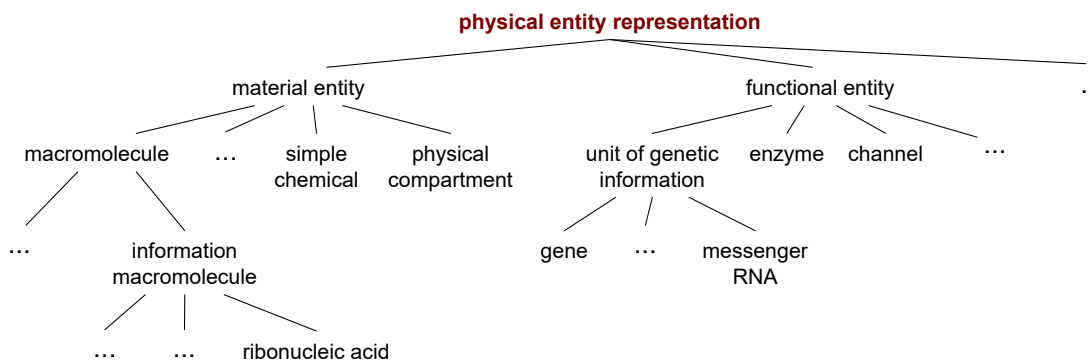 physical entity representation
material entity
functional entity
.
macromolecule
...
simple
chemical
physical
compartment
unit of genetic
information
enzyme
channel
...
...
information
macromolecule
gene
...
messenger
RNA
...
...
ribonucleic acid